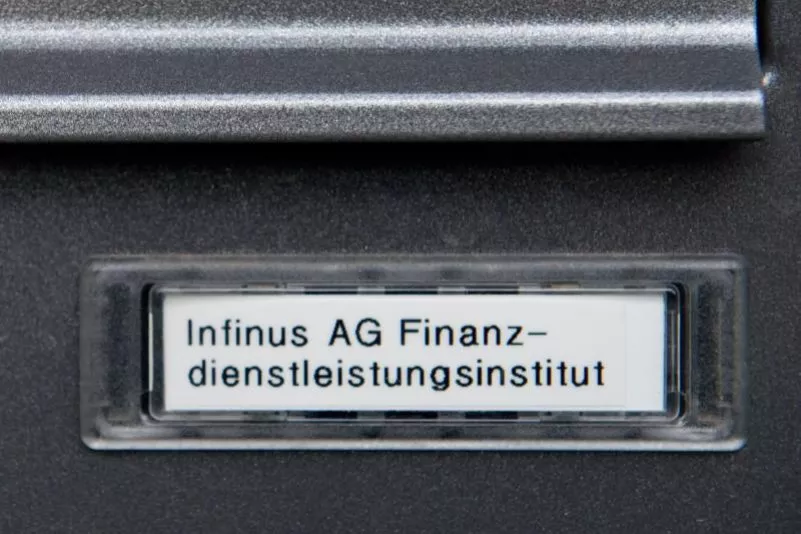 Infinus AG Finanz-
dienstleistungsinstitut